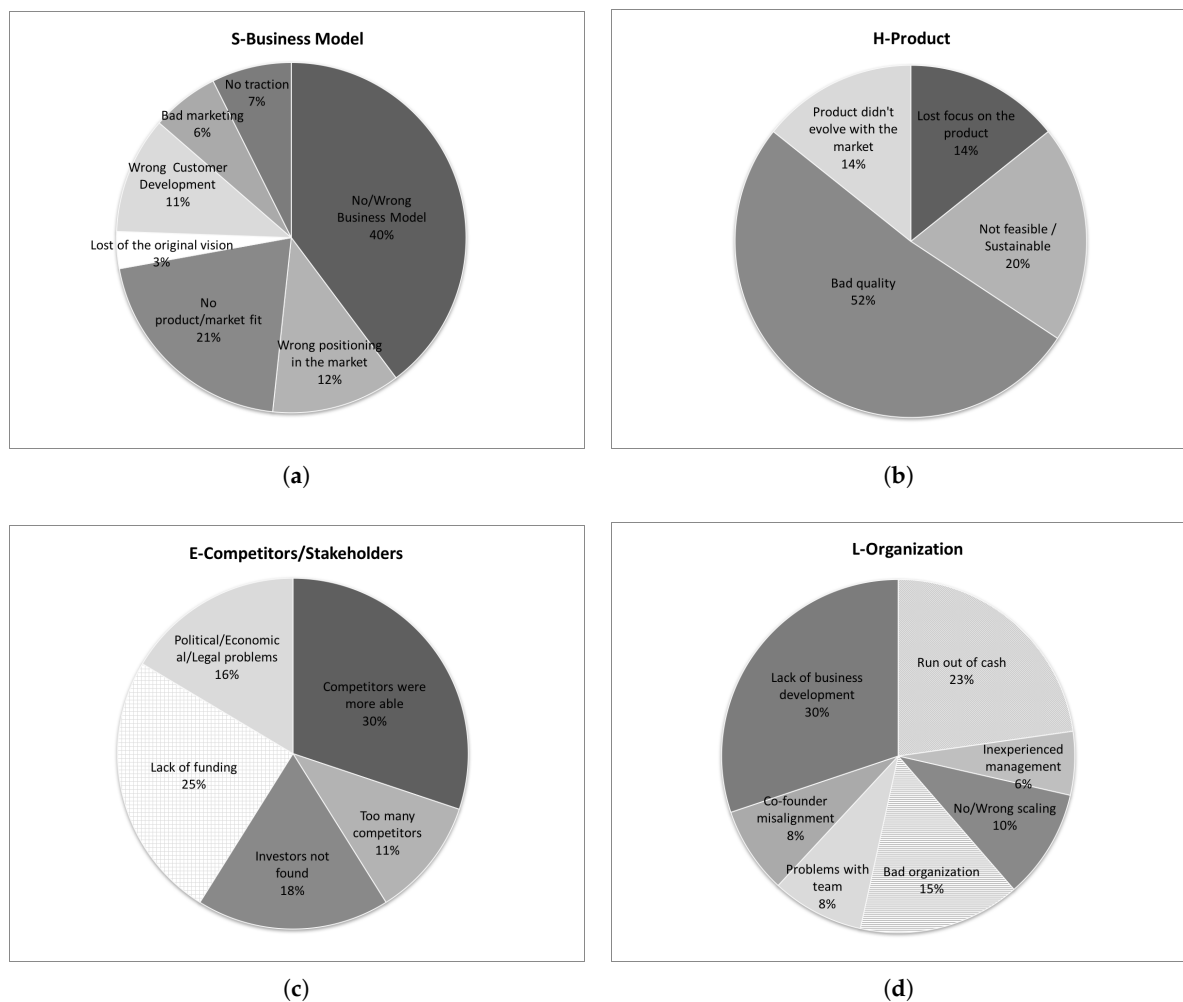 S-Business Model
No traction
7%
Bad marketing
6%
Wrong Customer
Development
11%
Lost of the original vision
3%
No
product/market fit
21%
Wrong positioning
in the market
12%
No/Wrong
Business Model
40%
(a)
H-Product
Product didn't
evolve with the
market
14%
Lost focus on the
product
14%
Not feasible /
Sustainable
20%
Bad quality
52%
(b)
E-Competitors/Stakeholders
Political/Economic
al/Legal problems
16%
Competitors were
more able
30%
Lack of funding
25%
Too many
competitors
11%
Investors not
found
18%
(c)
L-Organization
Lack of business
development
30%
Run out of cash
23%
Inexperienced
management
6%
No/Wrong scaling
10%
Co-founder
misalignment
8%
Problems with
team
8%
Bad organization
15%
(d)